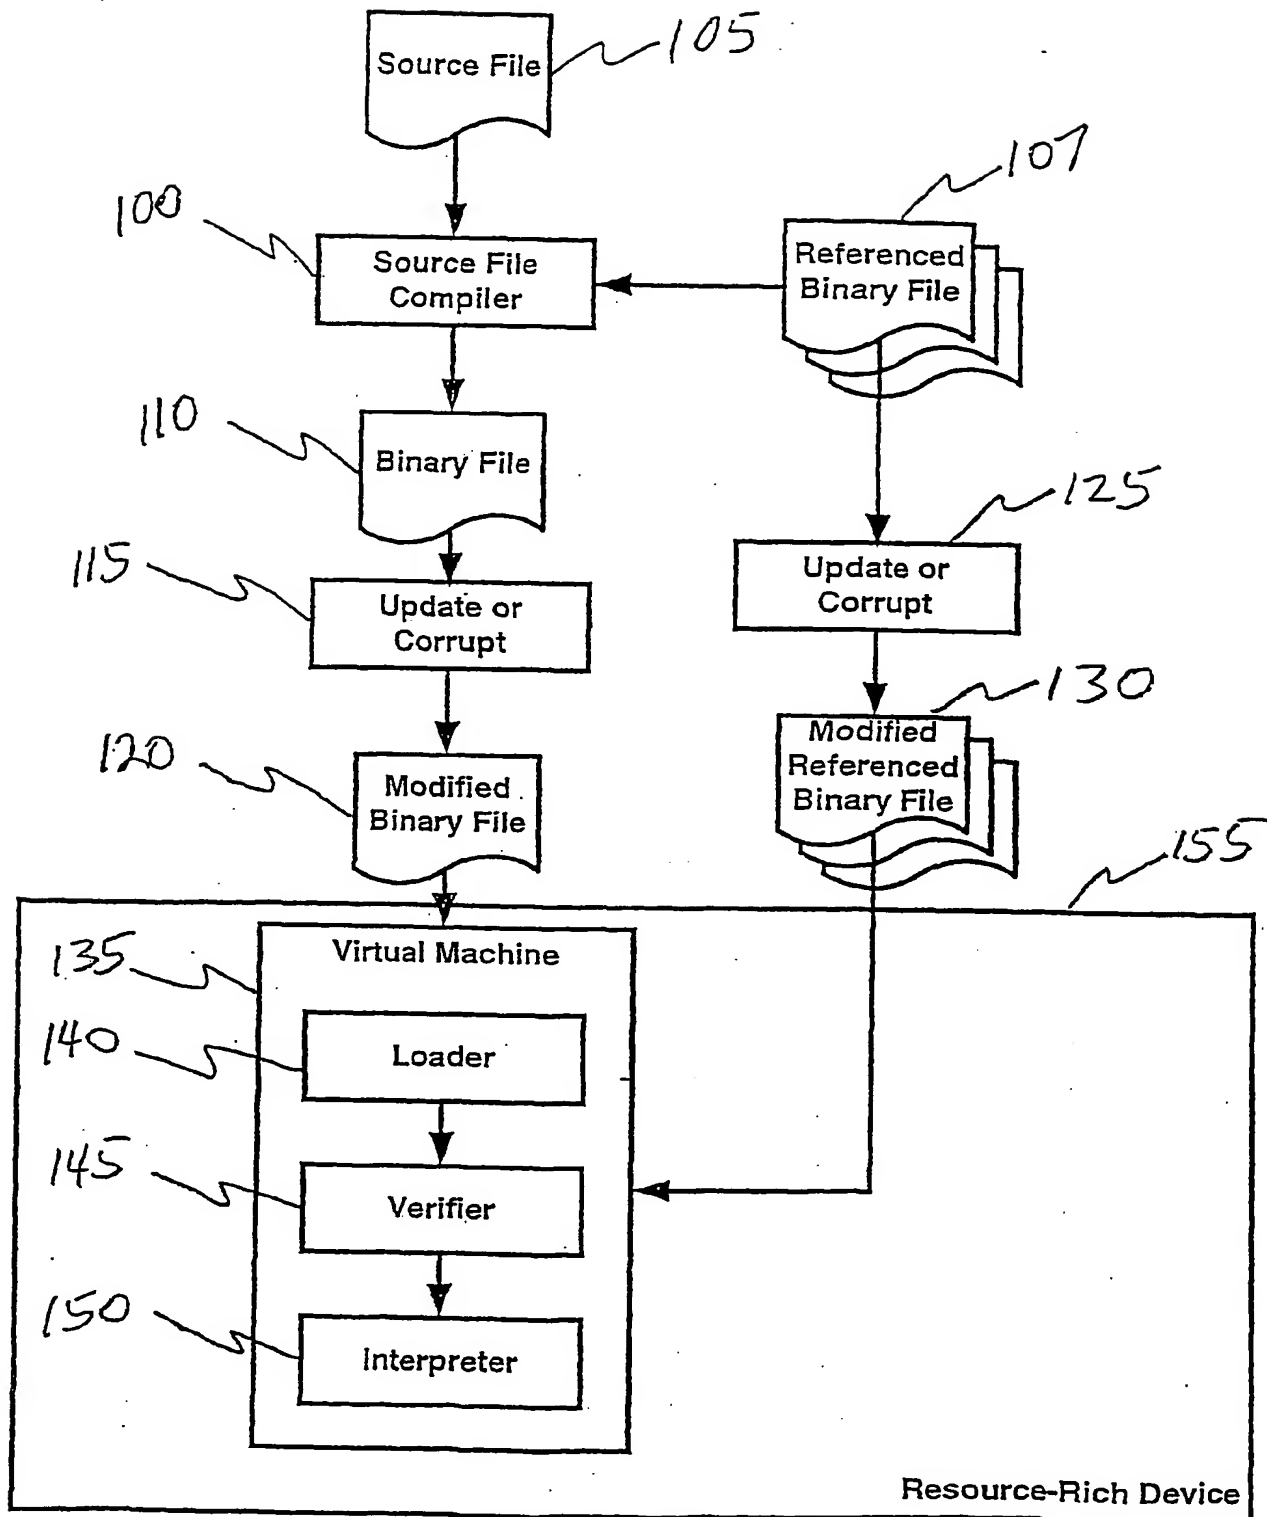 Source File
105
107
100
Source File
Compiler
Referenced
Binary File
110
Binary File
125
115
Update or
Corrupt
Update or
Corrupt
130
120
Modified
Binary File
Modified
Referenced
Binary File
155
135
Virtual Machine
140
Loader
145
Verifier
150
Interpreter
Resource-Rich Device